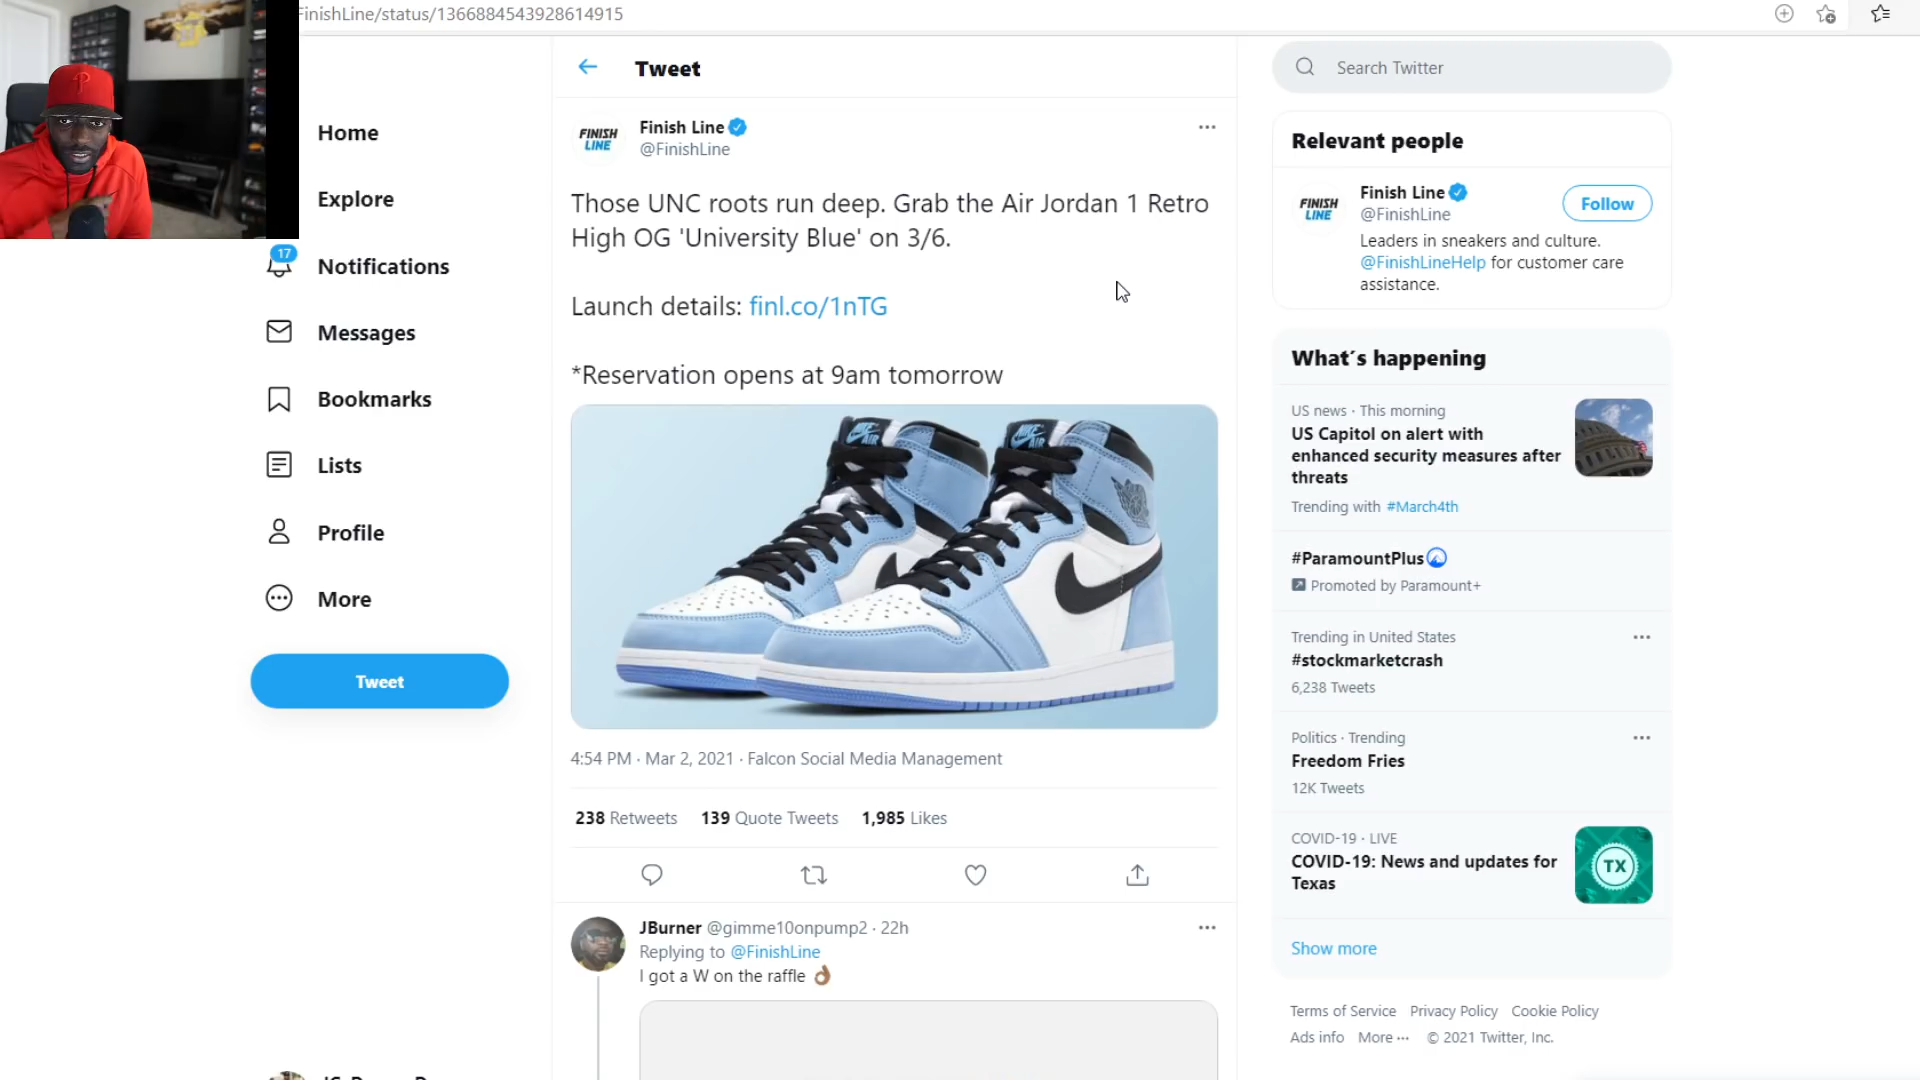 FinishLine/status/1366884543928614915
Home
Explore
17
Notifications
Messages
Bookmarks
Lists
Profile
More
Tweet
Tweet
FINISH
LINE
Finish Line
@FinishLine
Those UNC roots run deep. Grab the Air Jordan 1 Retro
High OG 'University Blue' on 3/6.
Launch details: finl.co/1nTG
*Reservation opens at 9am tomorrow
4:54 PM · Mar 2, 2021 · Falcon Social Media Management
238 Retweets 139 Quote Tweets 1,985 Likes
JBurner @gimme10onpump2 · 22h
Replying to @FinishLine
I got a W on the raffle 👌🏾
Search Twitter
Relevant people
FINISH
LINE
Finish Line
@FinishLine
Follow
Leaders in sneakers and culture.
@FinishLineHelp for customer care
assistance.
What's happening
US news · This morning
US Capitol on alert with
enhanced security measures after
threats
Trending with #March4th
#ParamountPlus
Promoted by Paramount+
Trending in United States
#stockmarketcrash
6,238 Tweets
Politics · Trending
Freedom Fries
12K Tweets
COVID-19 · LIVE
COVID-19: News and updates for
Texas
TX
Show more
Terms of Service Privacy Policy Cookie Policy
Ads info More ··· © 2021 Twitter, Inc.